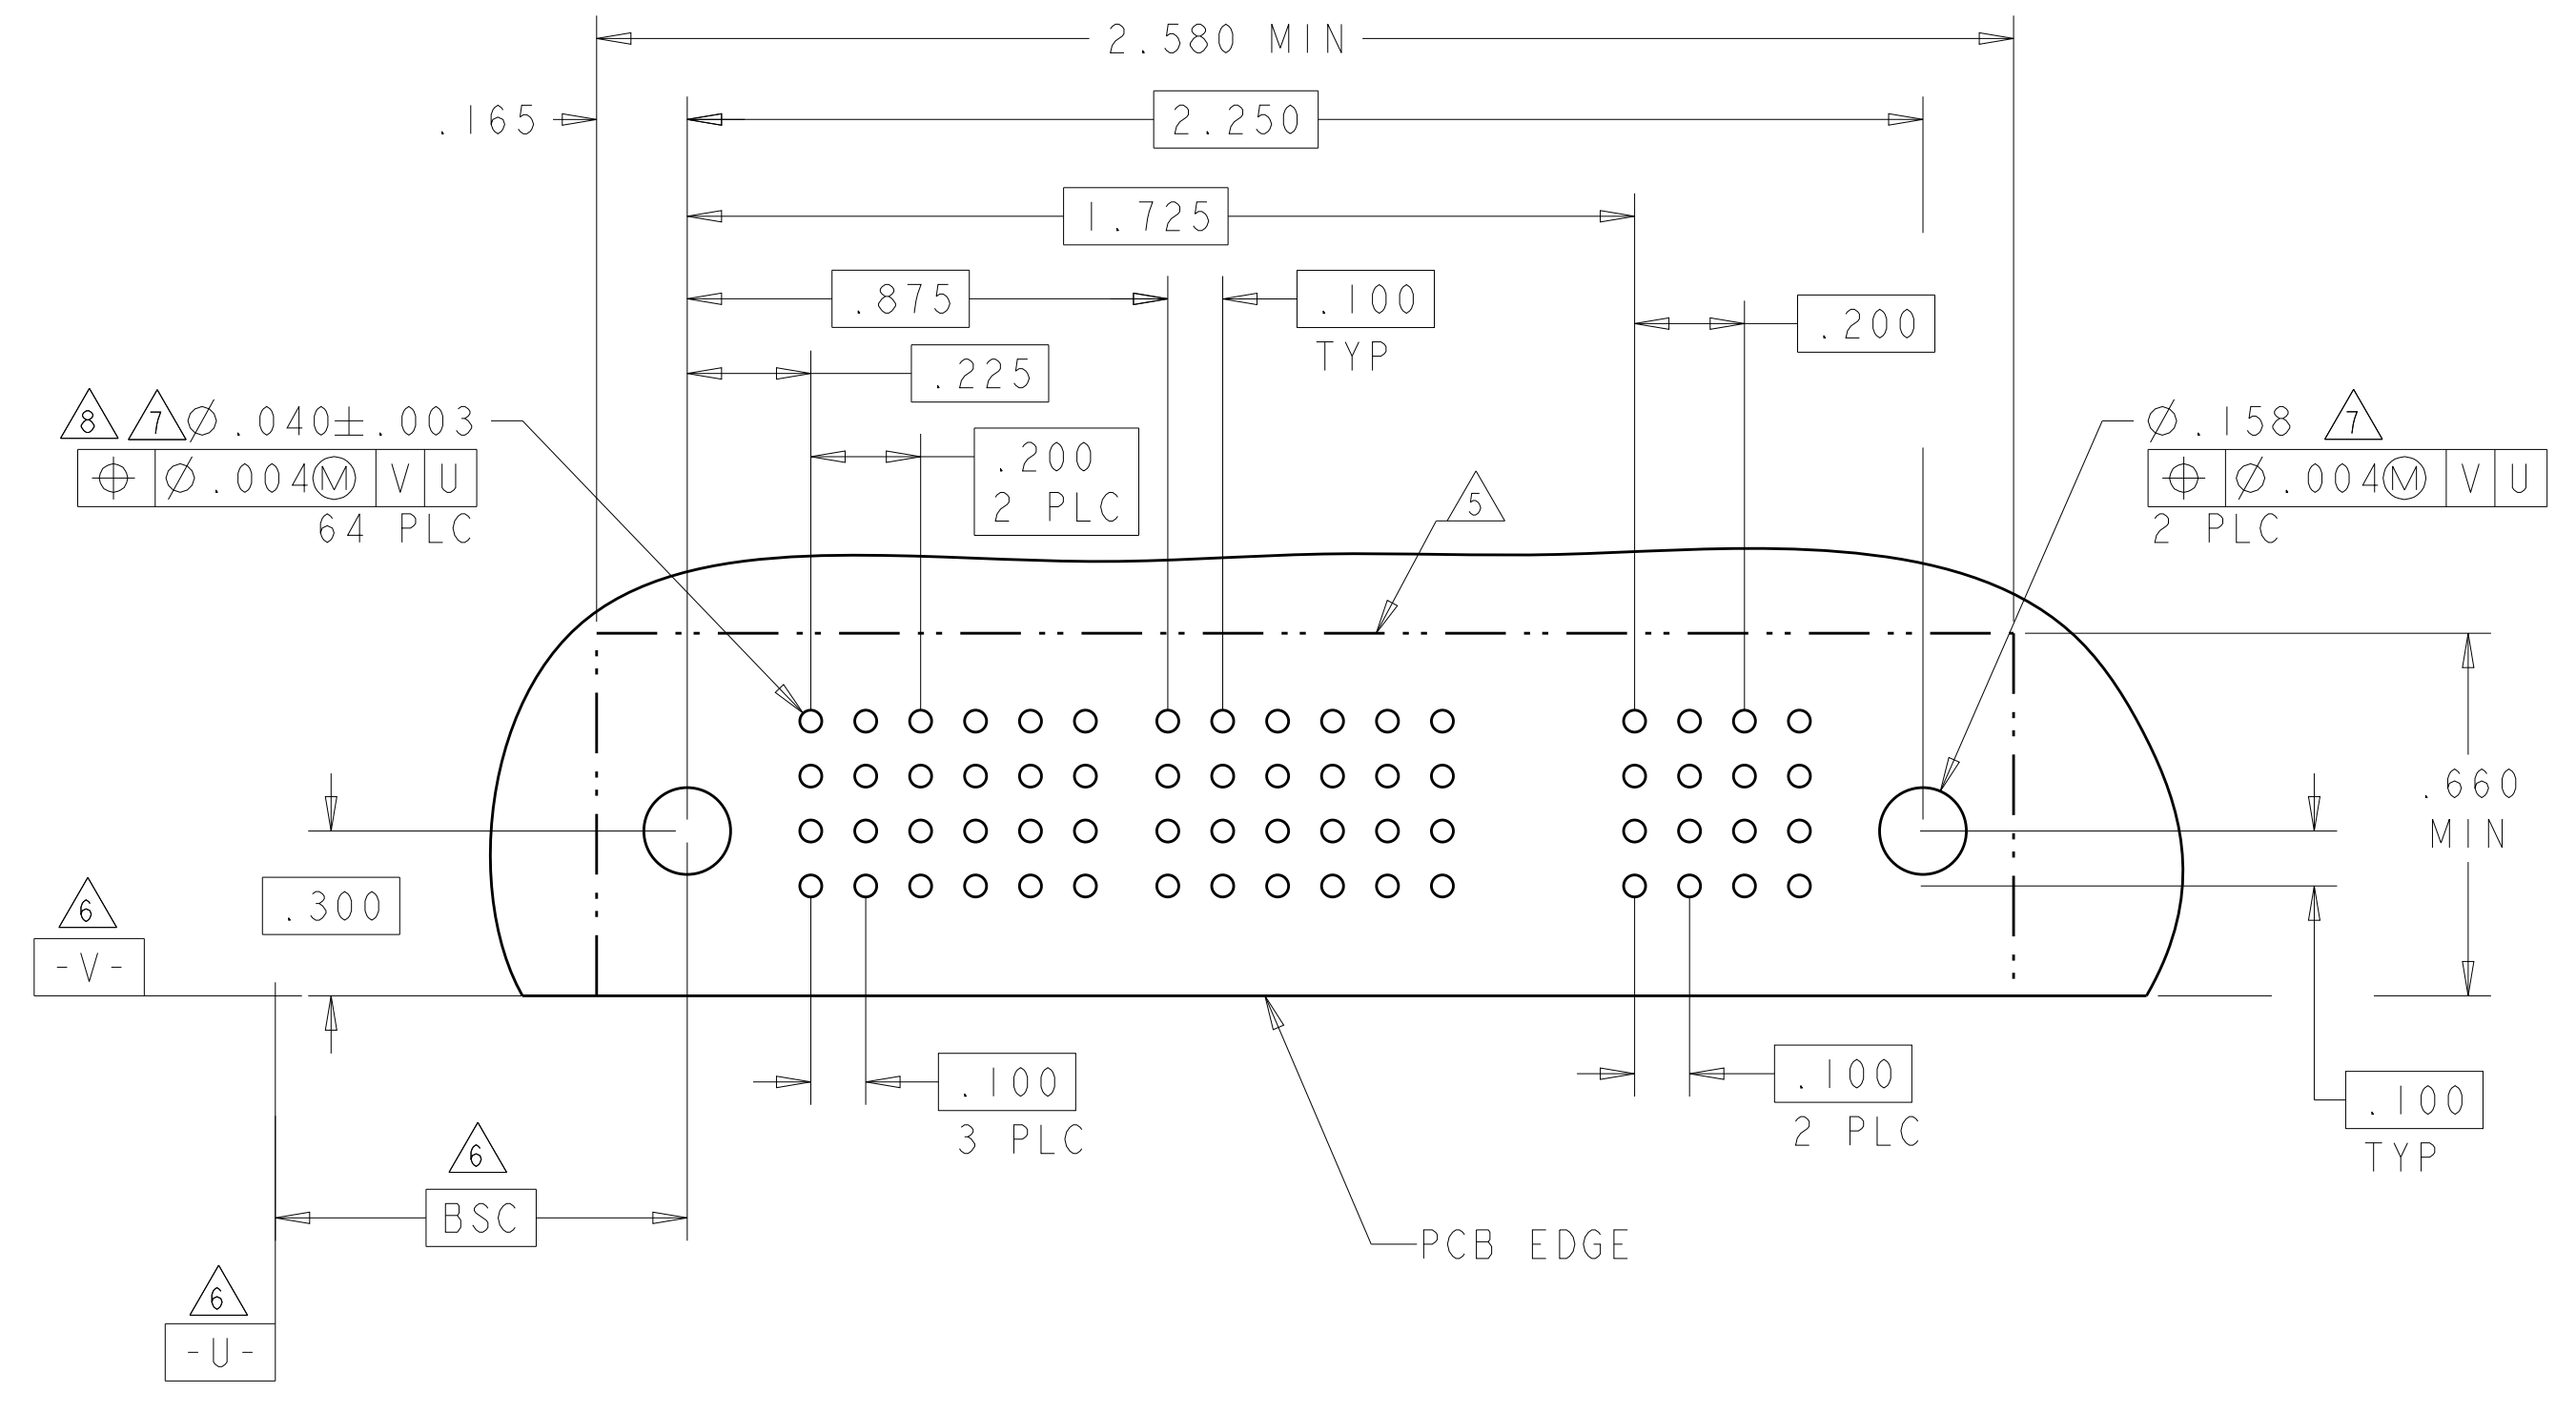 2.580 MIN
.165
2.250
1.725
.875
.100
TYP
.200
.225
8 7 Ø.040±.003
⌖ Ø.004Ⓜ V U
64 PLC
.200
2 PLC
5
Ø.158 7
⌖ Ø.004Ⓜ V U
2 PLC
.660
MIN
.300
6
-V-
.100
3 PLC
.100
2 PLC
.100
TYP
6
BSC
PCB EDGE
6
-U-